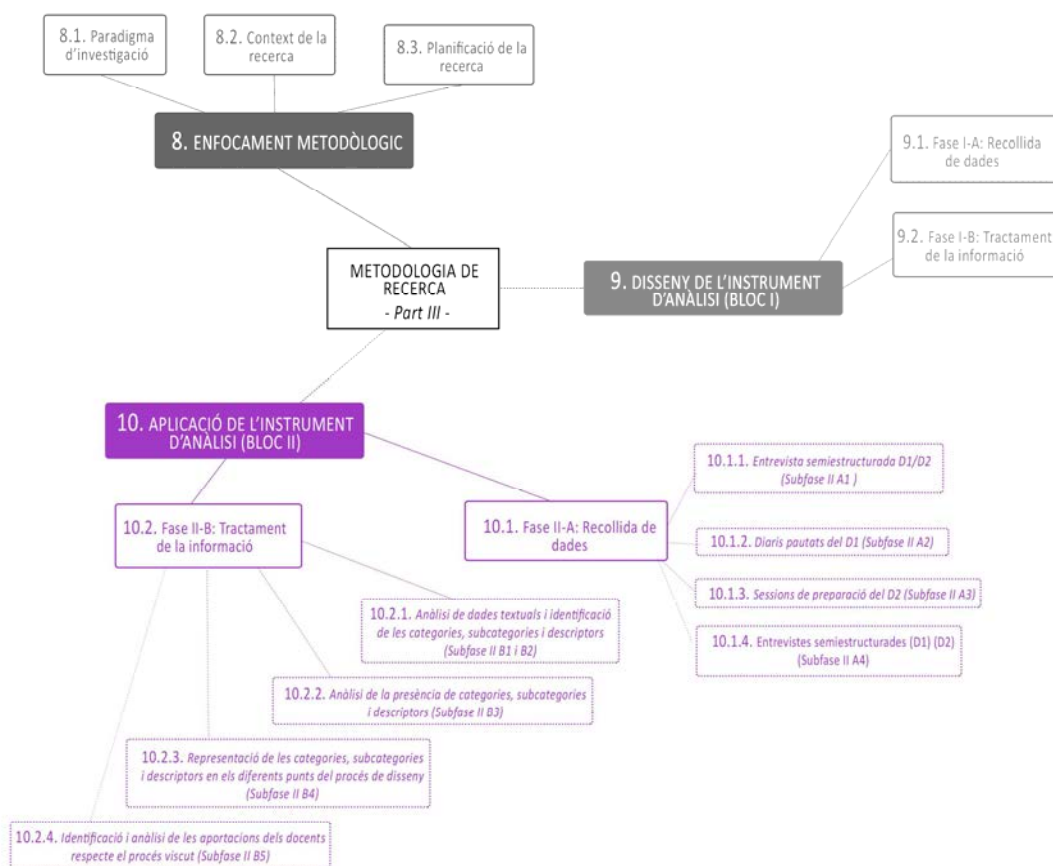 8.1. Paradigma
d'investigació
8.2. Context de la
recerca
8.3. Planificació de la
recerca
8. ENFOCAMENT METODÒLOGIC
9.1. Fase I-A: Recollida
de dades
9.2. Fase I-B: Tractament
de la informació
METODOLOGIA DE
RECERCA
- Part III -
9. DISSENY DE L'INSTRUMENT
D'ANÀLISI (BLOC I)
10. APLICACIÓ DE L'INSTRUMENT
D'ANÀLISI (BLOC II)
10.1.1. Entrevista semiestructurada D1/D2
(Subfase II A1 )
10.2. Fase II-B: Tractament
de la informació
10.1. Fase II-A: Recollida de
dades
10.1.2. Diaris pautats del D1 (Subfase II A2)
10.1.3. Sessions de preparació del D2 (Subfase II A3)
10.1.4. Entrevistes semiestructurades (D1) (D2)
(Subfase II A4)
10.2.1. Anàlisi de dades textuals i identificació
de les categories, subcategories i descriptors
(Subfase II B1 i B2)
10.2.2. Anàlisi de la presència de categories, subcategories
i descriptors (Subfase II B3)
10.2.3. Representació de les categories, subcategories
i descriptors en els diferents punts del procés de disseny
(Subfase II B4)
10.2.4. Identificació i anàlisi de les aportacions dels docents
respecte el procés viscut (Subfase II B5)